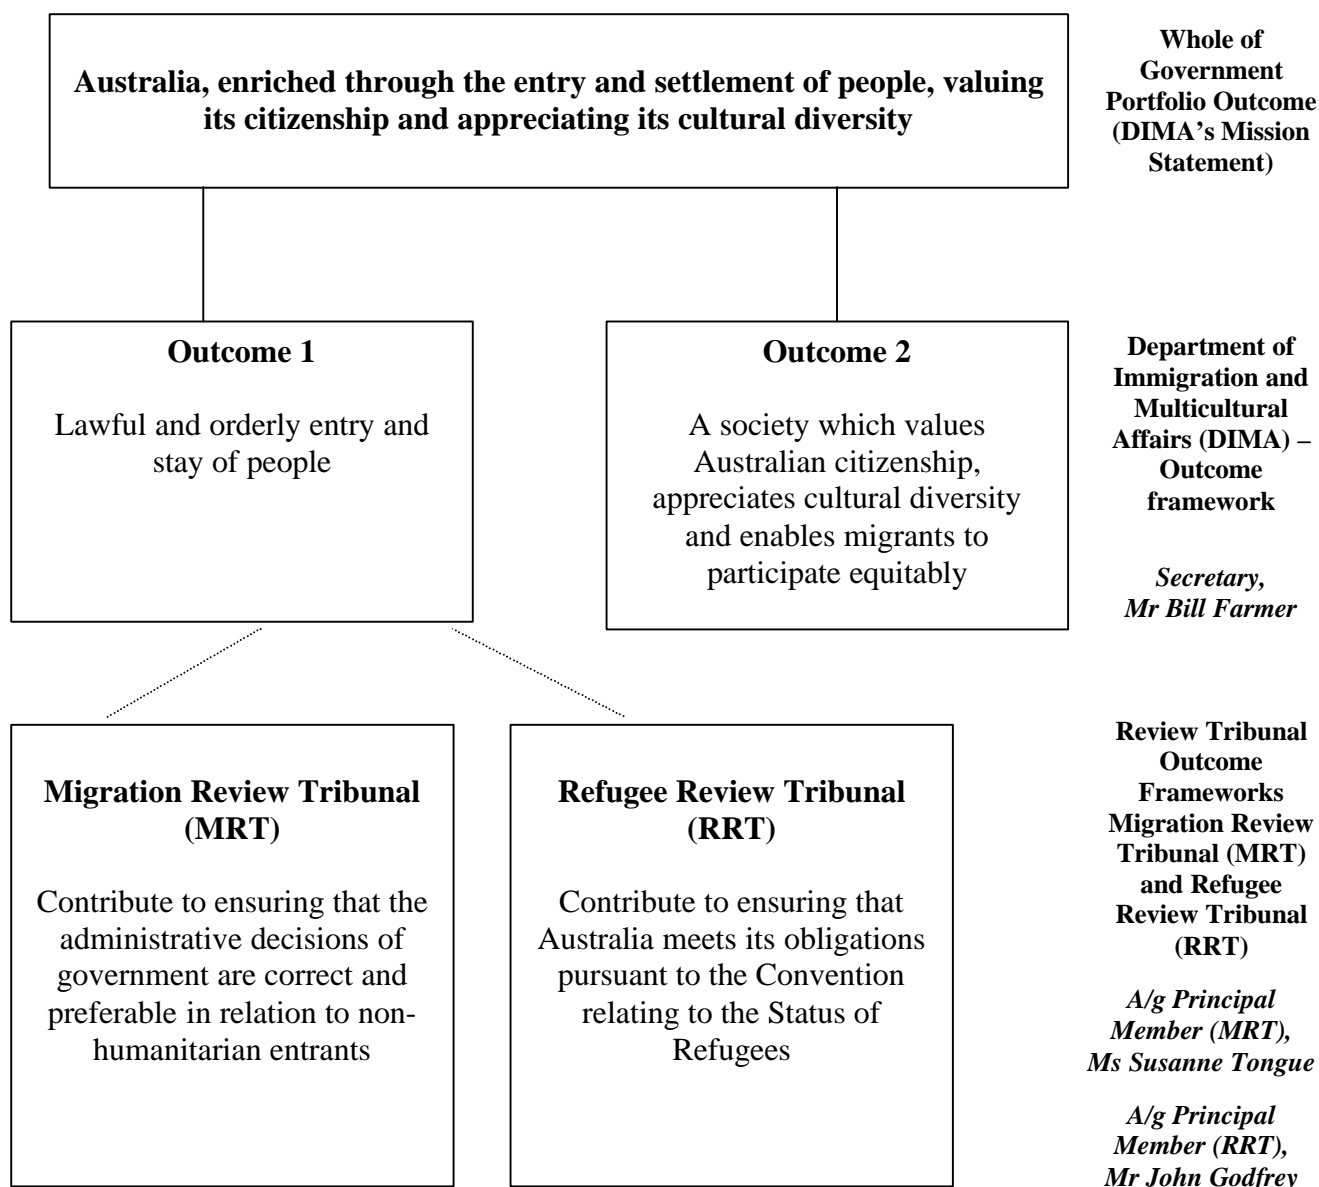 Australia, enriched through the entry and settlement of people, valuing
its citizenship and appreciating its cultural diversity
Whole of
Government
Portfolio Outcome
(DIMA’s Mission
Statement)
Outcome 1
Lawful and orderly entry and
stay of people
Outcome 2
A society which values
Australian citizenship,
appreciates cultural diversity
and enables migrants to
participate equitably
Department of
Immigration and
Multicultural
Affairs (DIMA) –
Outcome
framework
Secretary,
Mr Bill Farmer
Migration Review Tribunal
(MRT)
Contribute to ensuring that the
administrative decisions of
government are correct and
preferable in relation to non-
humanitarian entrants
Refugee Review Tribunal
(RRT)
Contribute to ensuring that
Australia meets its obligations
pursuant to the Convention
relating to the Status of
Refugees
Review Tribunal
Outcome
Frameworks
Migration Review
Tribunal (MRT)
and Refugee
Review Tribunal
(RRT)
A/g Principal
Member (MRT),
Ms Susanne Tongue
A/g Principal
Member (RRT),
Mr John Godfrey